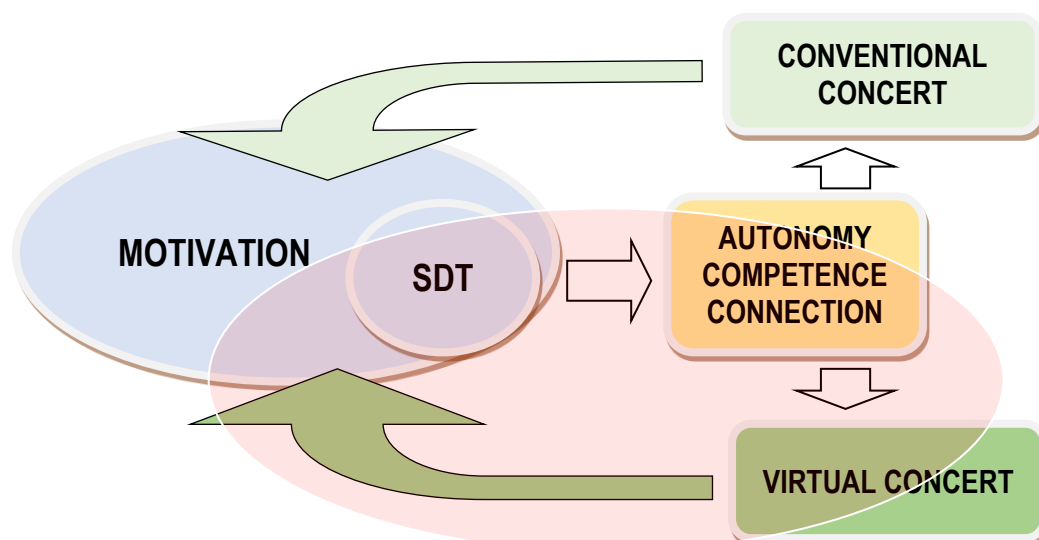 CONVENTIONAL
CONCERT
MOTIVATION
SDT
AUTONOMY
COMPETENCE
CONNECTION
VIRTUAL CONCERT